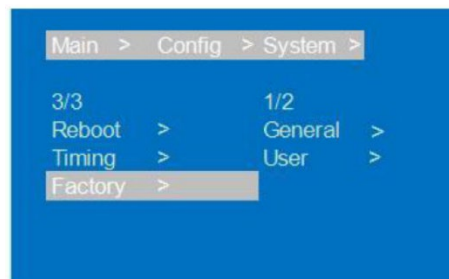 Main > Config > System >
3/3 1/2
Reboot > General >
Timing > User >
Factory >